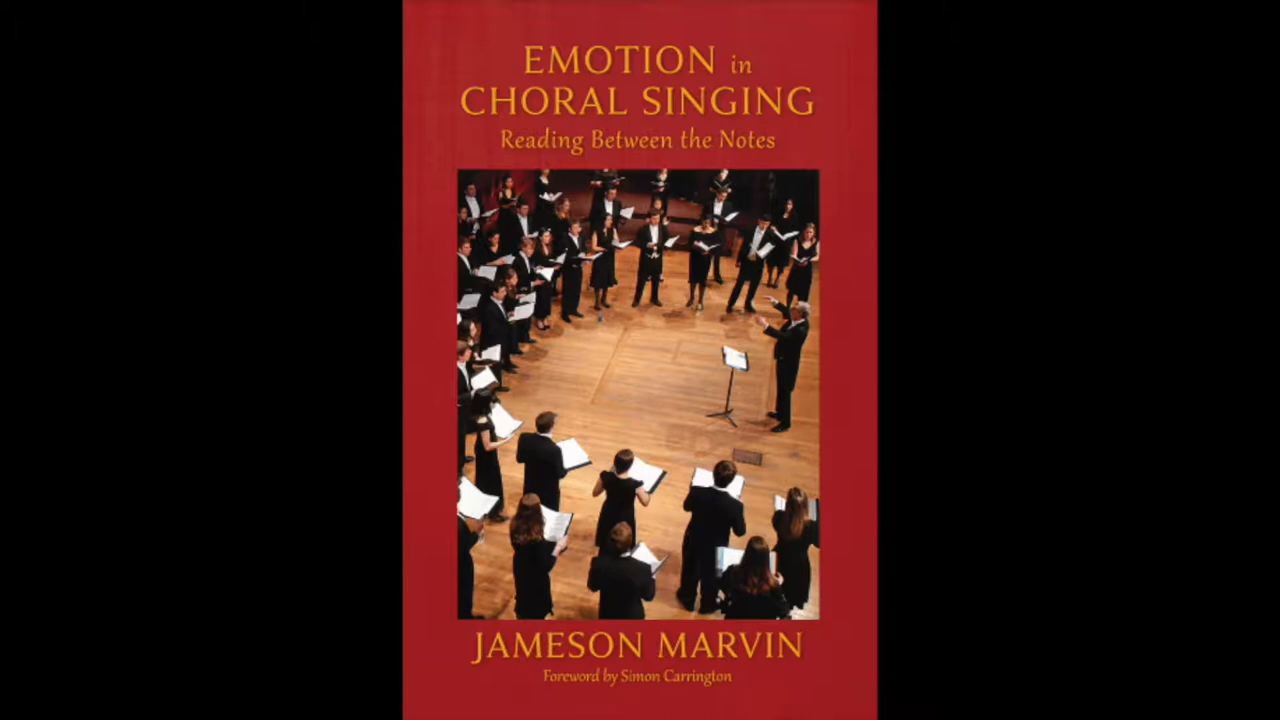 EMOTION in
CHORAL SINGING
Reading Between the Notes
JAMESON MARVIN
Foreword by Simon Carrington